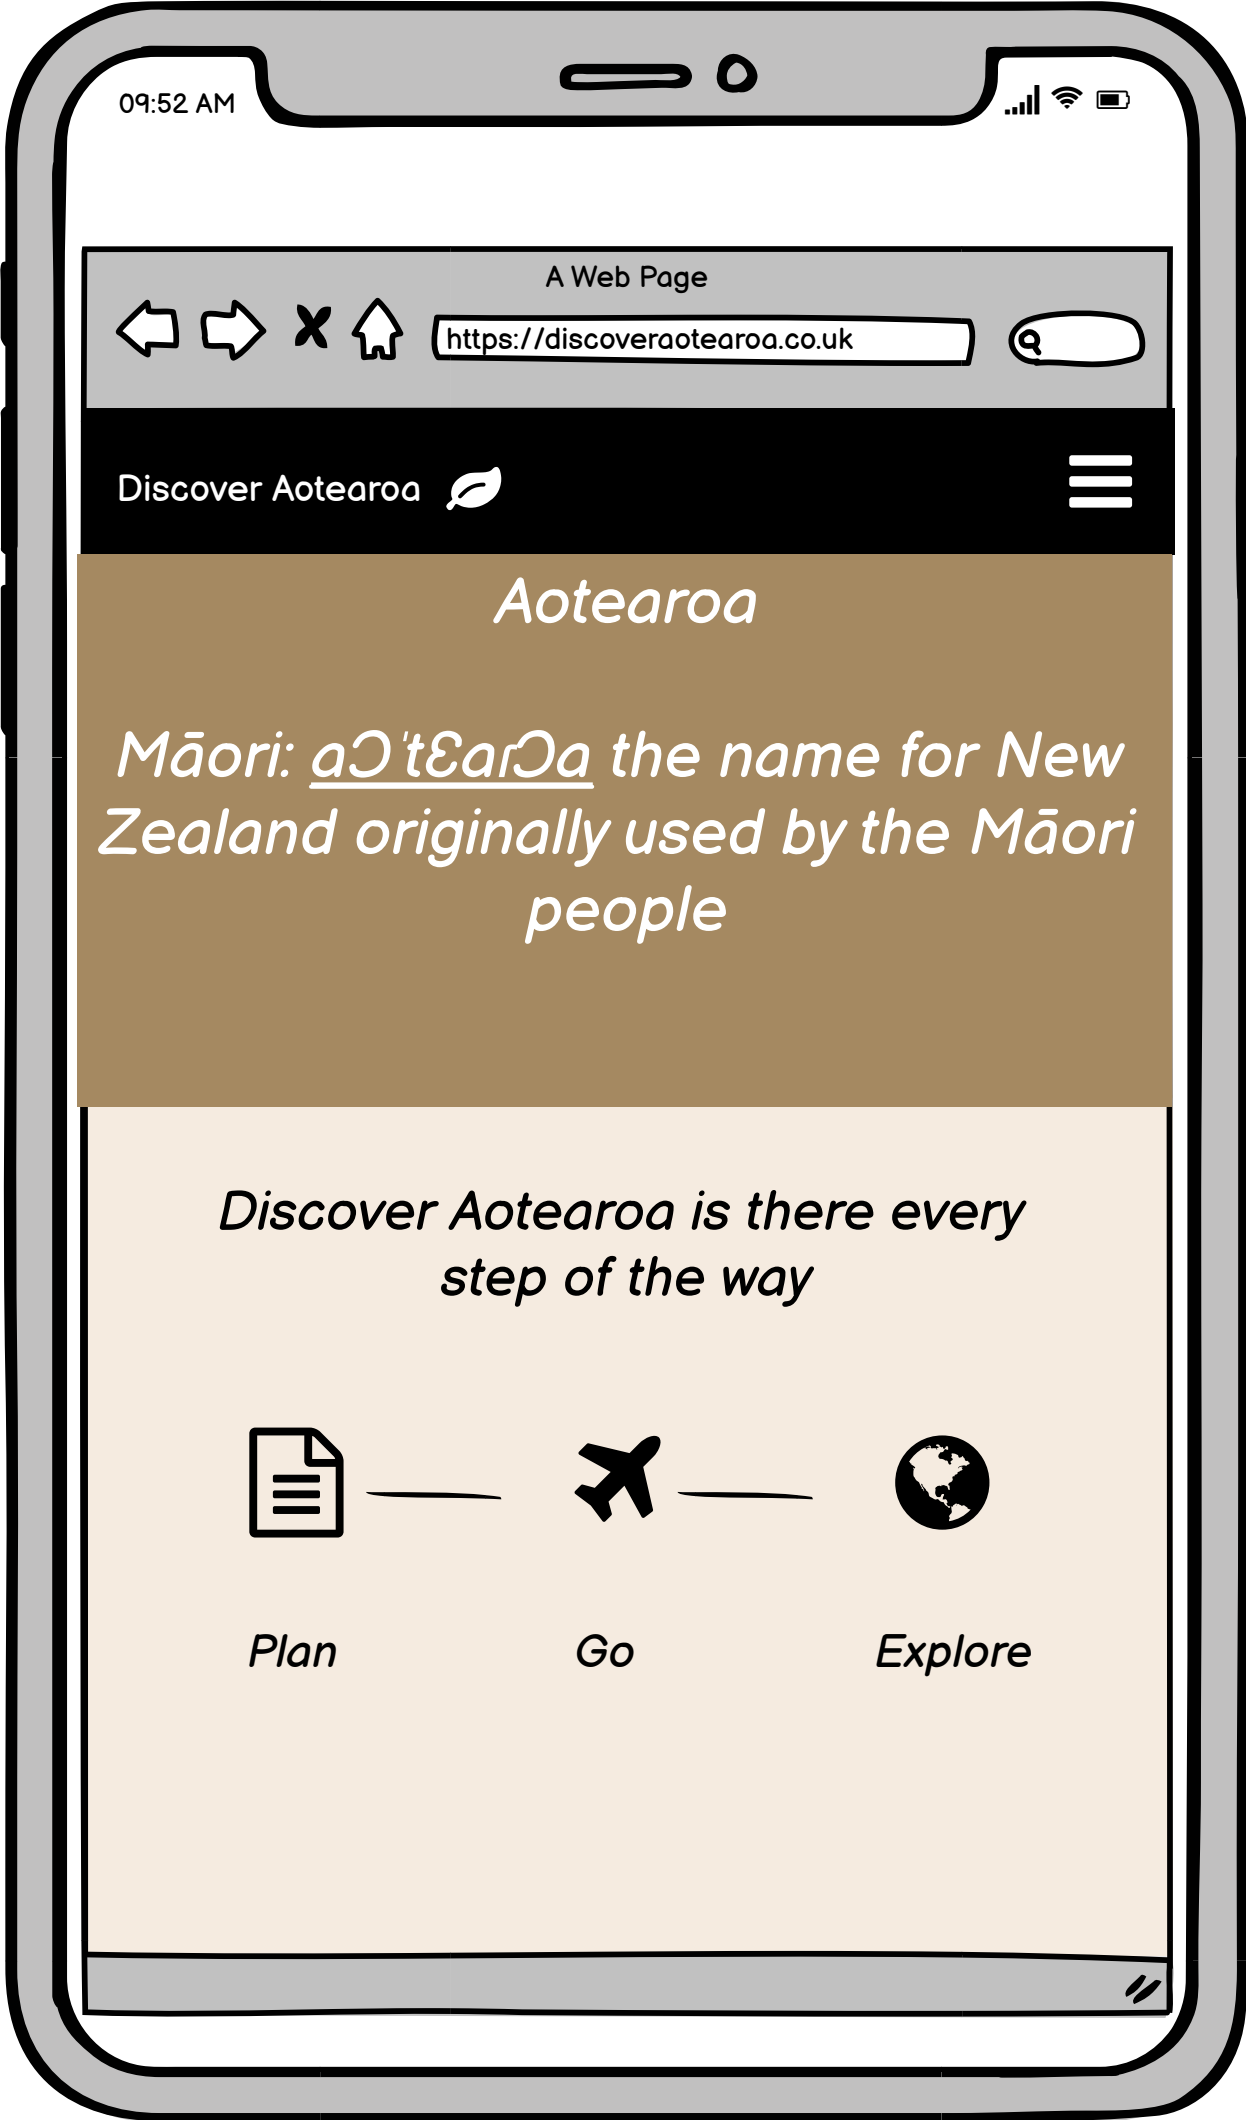 09:52 AM
A Web Page
https://discoveraotearoa.co.uk
Discover Aotearoa
Aotearoa
Māori: aƆˈtƐaɾƆa the name for New
Zealand originally used by the Māori
people
Discover Aotearoa is there every
step of the way
Plan Go Explore